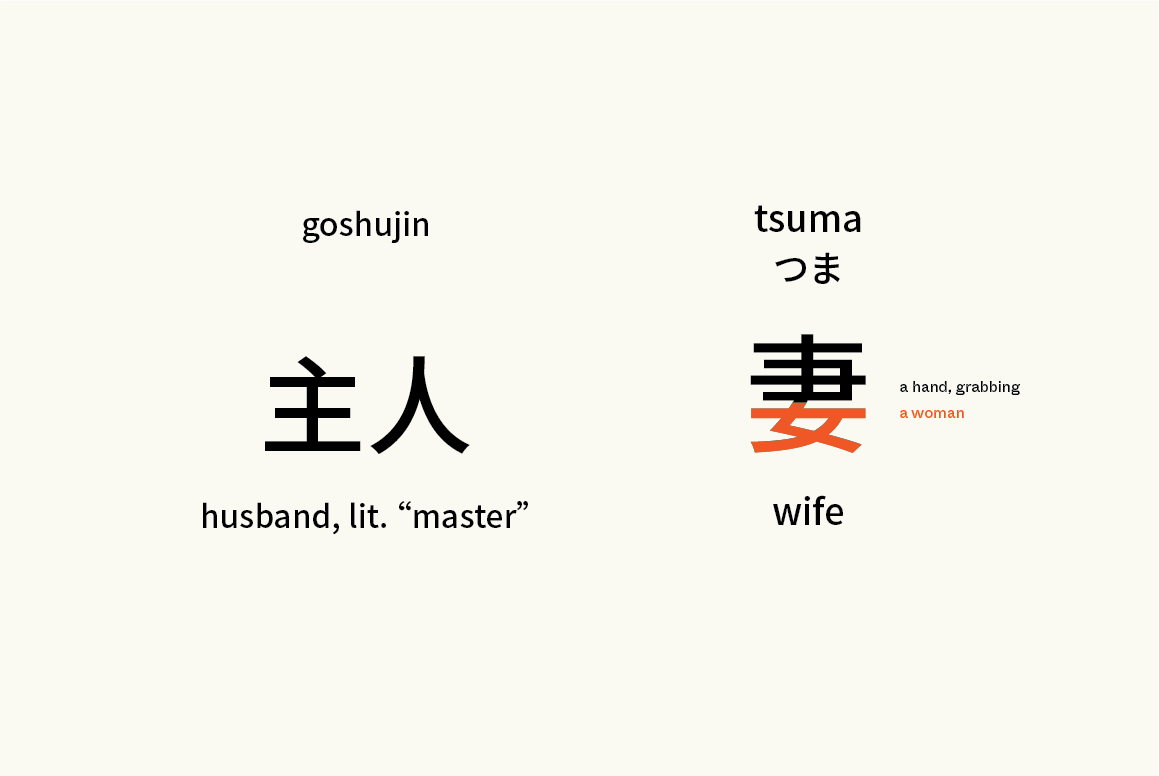 goshujin
主人
husband, lit. “master”
tsuma
つま
妻
a hand, grabbing
a woman
wife